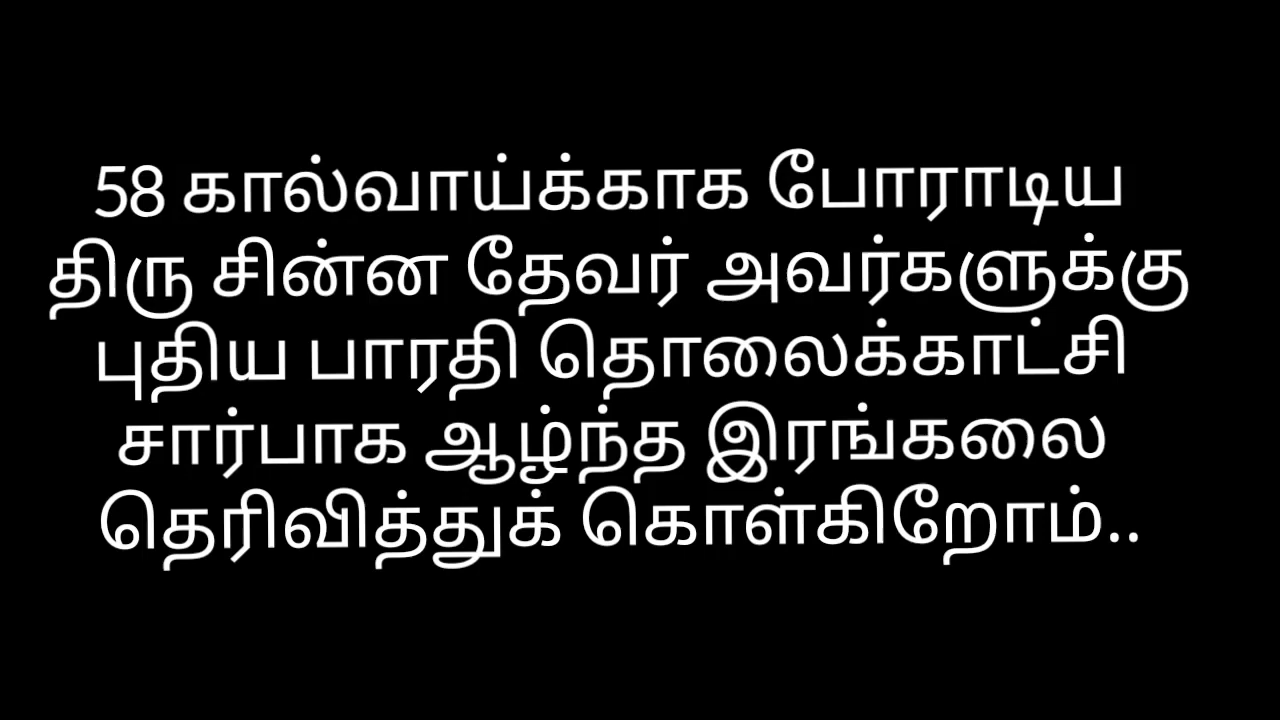 58 கால்வாய்க்காக போராடிய
திரு சின்ன தேவர் அவர்களுக்கு
புதிய பாரதி தொலைக்காட்சி
சார்பாக ஆழ்ந்த இரங்கலை
தெரிவித்துக் கொள்கிறோம்..